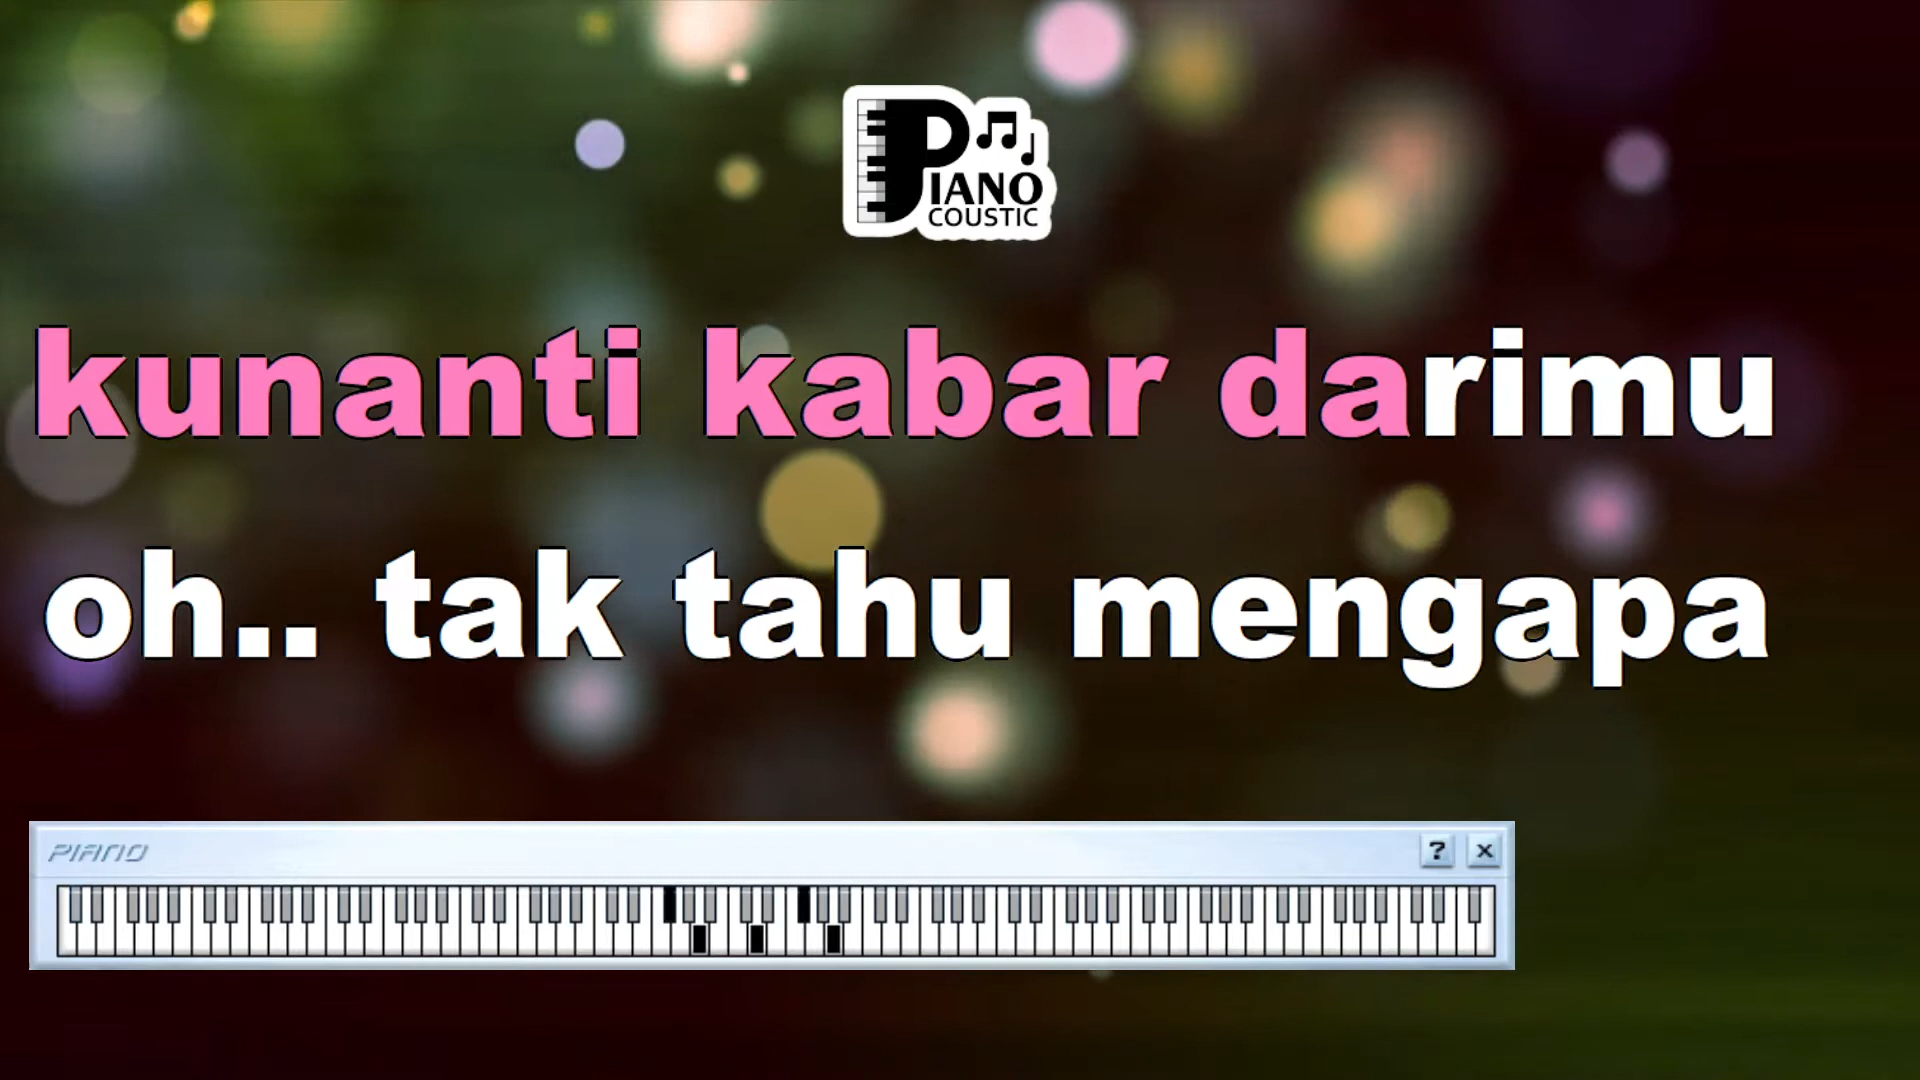 PIANO
COUSTIC
kunanti kabar darimu
oh.. tak tahu mengapa
PIANO
? x